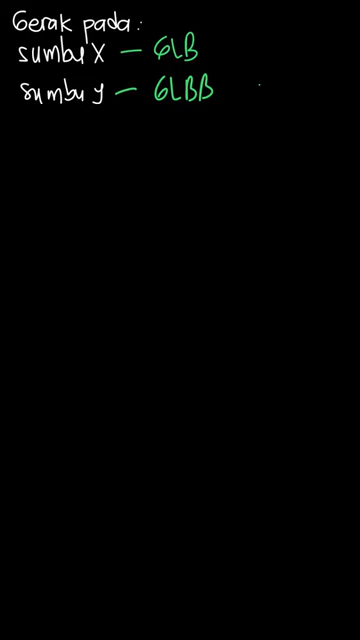 Gerak pada:
sumbu X — GLB
sumbu y — GLBB